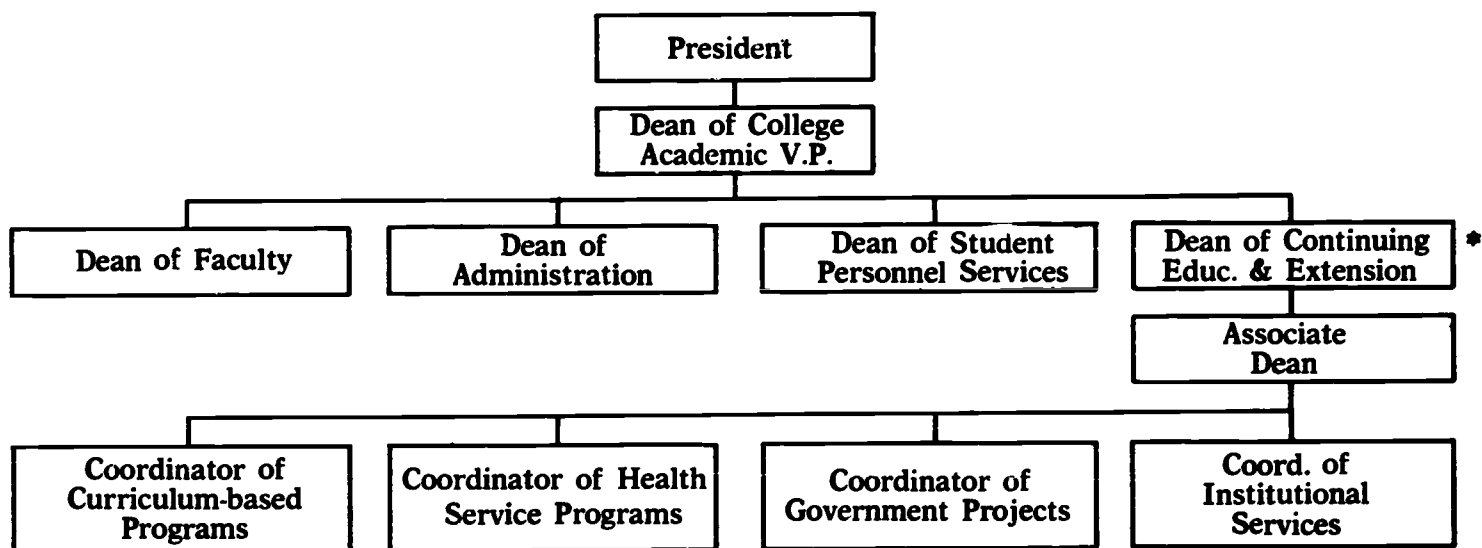 President
Dean of College
Academic V.P.
Dean of Faculty
Dean of
Administration
Dean of Student
Personnel Services
Dean of Continuing
Educ. & Extension
*
Associate
Dean
Coordinator of
Curriculum-based
Programs
Coordinator of Health
Service Programs
Coordinator of
Government Projects
Coord. of
Institutional
Services